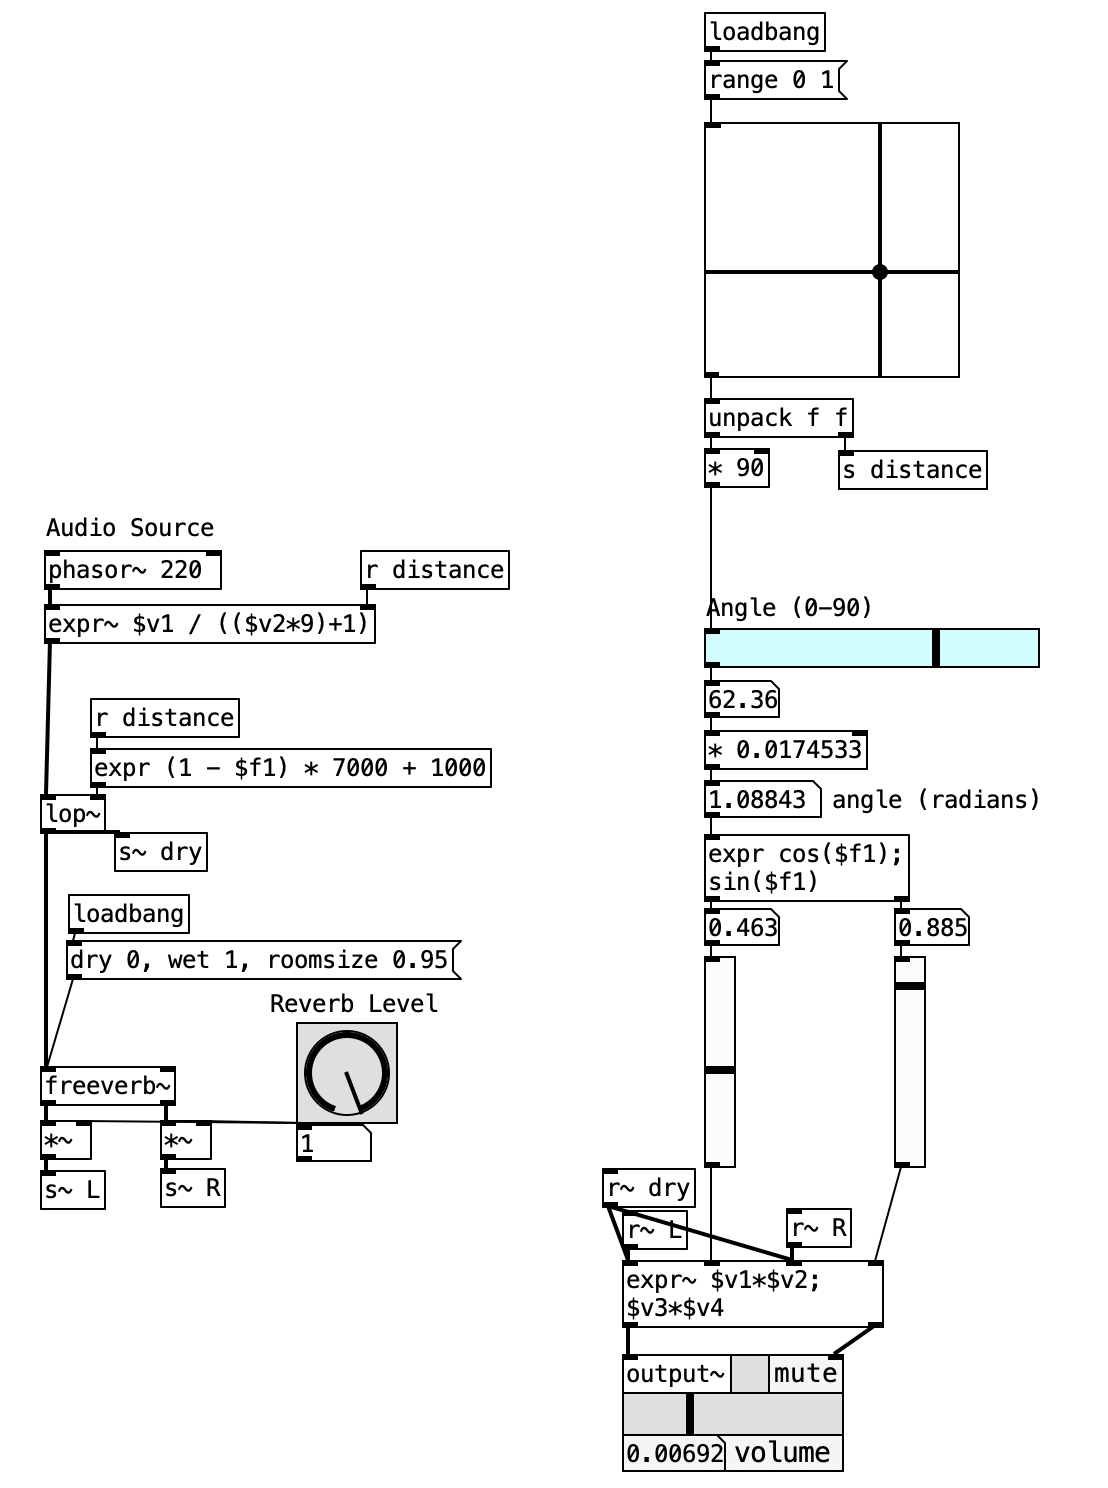 loadbang
range 0 1
unpack f f
* 90
s distance
Audio Source
phasor~ 220
r distance
expr~ $v1 / (($v2*9)+1)
Angle (0-90)
62.36
r distance
* 0.0174533
expr (1 - $f1) * 7000 + 1000
1.08843
angle (radians)
lop~
s~ dry
expr cos($f1);
sin($f1)
loadbang
0.463
0.885
dry 0, wet 1, roomsize 0.95
Reverb Level
freeverb~
*~
*~
1
s~ L
s~ R
r~ dry
r~ L
r~ R
expr~ $v1*$v2;
$v3*$v4
output~
mute
0.00692
volume